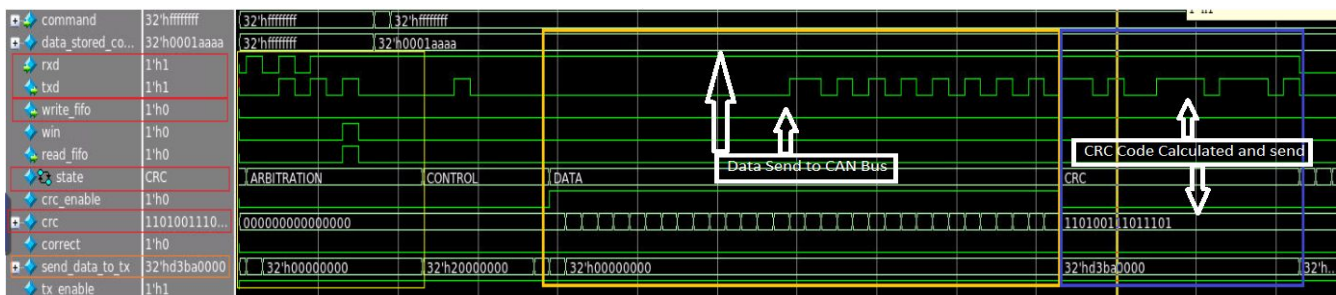 command 32'hffffffff 32'hffffffff 32'hffffffff
data_stored_co... 32'h0001aaaa 32'hffffffff 32'h0001aaaa
rxd 1'h1
txd 1'h1
write_fifo 1'h0
win 1'h0
read_fifo 1'h0
CRC Code Calculated and send
Data Send to CAN Bus
state CRC ARBITRATION CONTROL DATA CRC
crc_enable 1'h0
crc 1101001110... 000000000000000 110100111011101
correct 1'h0
send_data_to_tx 32'hd3ba0000 32'h00000000 32'h20000000 32'h00000000 32'hd3ba0000 32'h...
tx_enable 1'h1